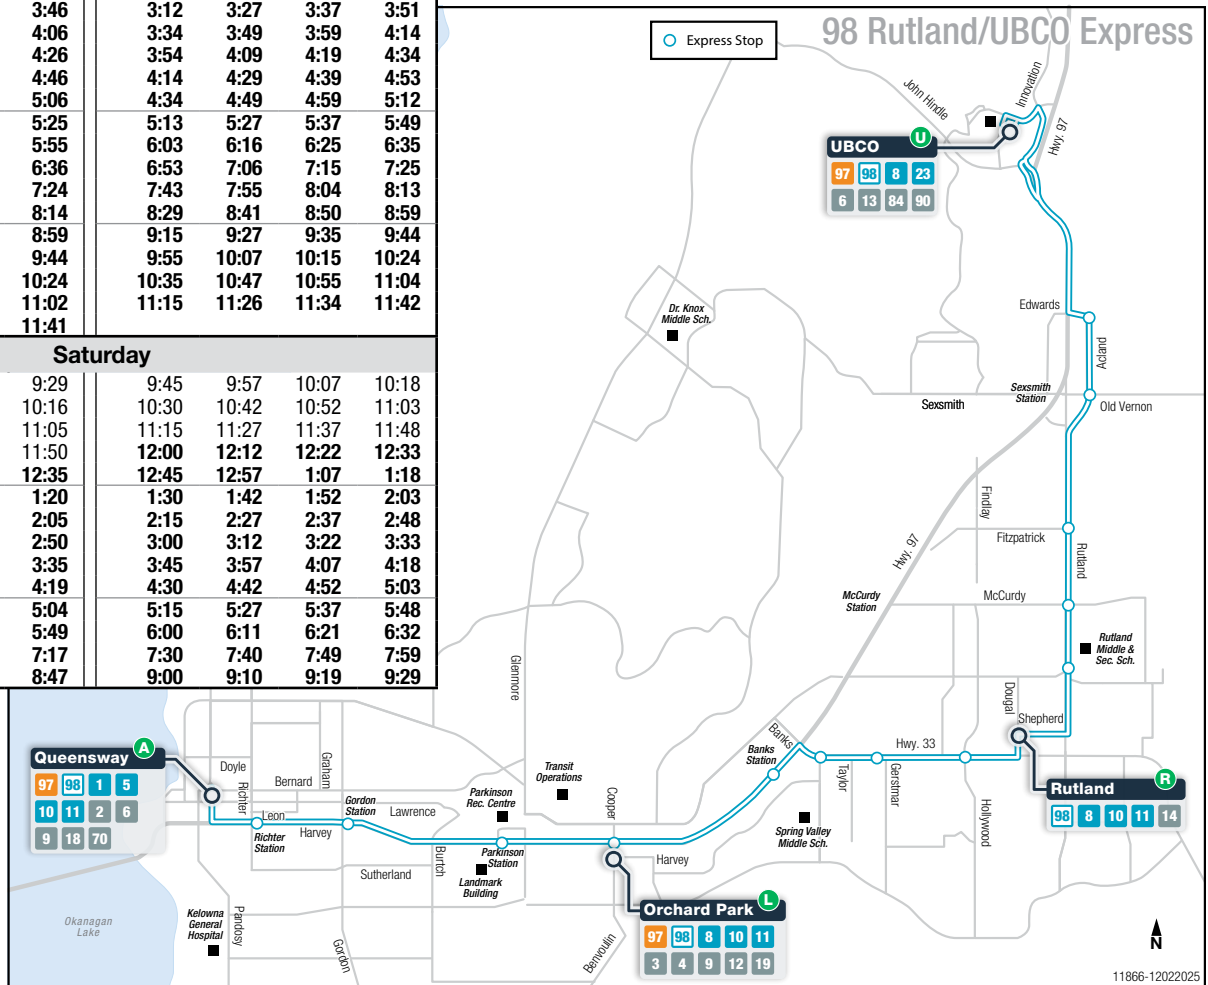 3:46 3:12 3:27 3:37 3:51
4:06 3:34 3:49 3:59 4:14
4:26 3:54 4:09 4:19 4:34
4:46 4:14 4:29 4:39 4:53
5:06 4:34 4:49 4:59 5:12
5:25 5:13 5:27 5:37 5:49
5:55 6:03 6:16 6:25 6:35
6:36 6:53 7:06 7:15 7:25
7:24 7:43 7:55 8:04 8:13
8:14 8:29 8:41 8:50 8:59
8:59 9:15 9:27 9:35 9:44
9:44 9:55 10:07 10:15 10:24
10:24 10:35 10:47 10:55 11:04
11:02 11:15 11:26 11:34 11:42
11:41
Saturday
9:29 9:45 9:57 10:07 10:18
10:16 10:30 10:42 10:52 11:03
11:05 11:15 11:27 11:37 11:48
11:50 12:00 12:12 12:22 12:33
12:35 12:45 12:57 1:07 1:18
1:20 1:30 1:42 1:52 2:03
2:05 2:15 2:27 2:37 2:48
2:50 3:00 3:12 3:22 3:33
3:35 3:45 3:57 4:07 4:18
4:19 4:30 4:42 4:52 5:03
5:04 5:15 5:27 5:37 5:48
5:49 6:00 6:11 6:21 6:32
7:17 7:30 7:40 7:49 7:59
8:47 9:00 9:10 9:19 9:29
Express Stop
98 Rutland/UBCO Express
John Hindle
Innovation
Hwy. 97
UBCO U
97 98 8 23
6 13 84 90
Dr. Knox
Middle Sch.
Edwards
Acland
Sexsmith
Station
Sexsmith
Old Vernon
Findlay
Fitzpatrick
Rutland
Hwy. 97
McCurdy
Station
McCurdy
Rutland
Middle &
Sec. Sch.
Glenmore
Dougal
Shepherd
Banks
Banks
Station
Hwy. 33
Taylor
Gerstmar
Hollywood
Rutland R
98 8 10 11 14
Queensway A
97 98 1 5
10 11 2 6
9 18 70
Doyle
Richter
Bernard
Graham
Leon
Richter
Station
Harvey
Gordon
Station
Lawrence
Parkinson
Rec. Centre
Transit
Operations
Cooper
Parkinson
Station
Burtch
Sutherland
Landmark
Building
Harvey
Spring Valley
Middle Sch.
Okanagan
Lake
Kelowna
General
Hospital
Pandosy
Gordon
Benvoulin
Orchard Park L
97 98 8 10 11
3 4 9 12 19
N
11866-12022025